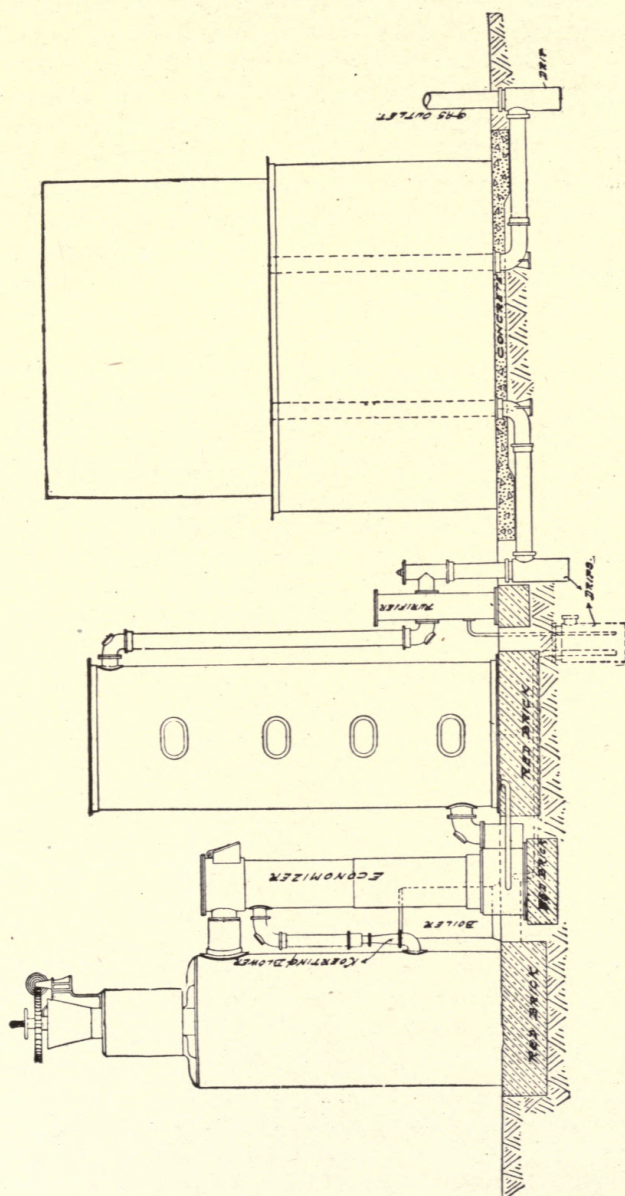 GAS OUTLET.
DRIP
CONCRETE
PURIFIER
DRIPS.
RED BRICK
ECONOMIZER
BOILER
RED BRICK
KOERTING BLOWER
RED BRICK